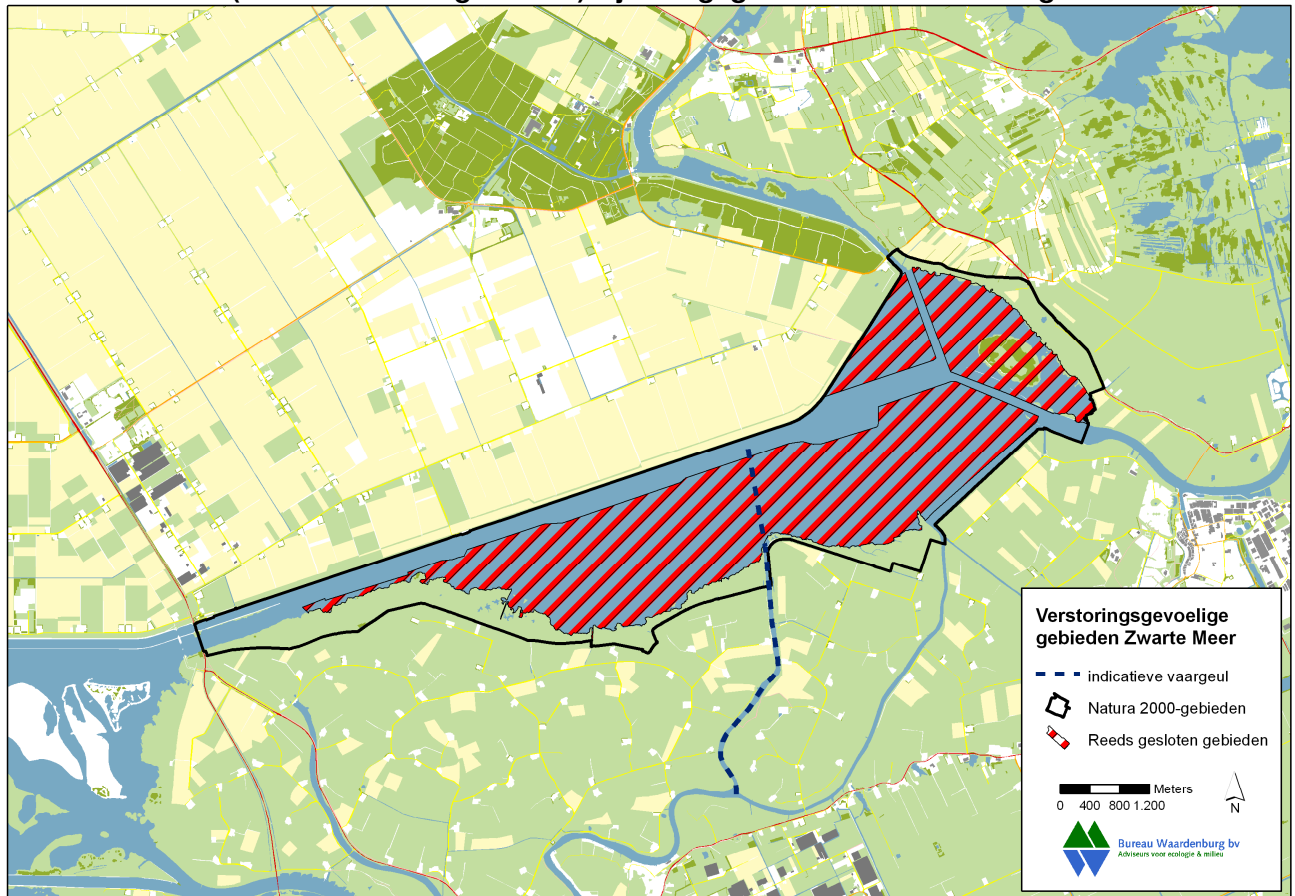 Verstoringsgevoelige
gebieden Zwarte Meer
indicatieve vaargeul
Natura 2000-gebieden
Reeds gesloten gebieden
Meters
0 400 800 1.200
N
Bureau Waardenburg bv
Adviseurs voor ecologie & milieu